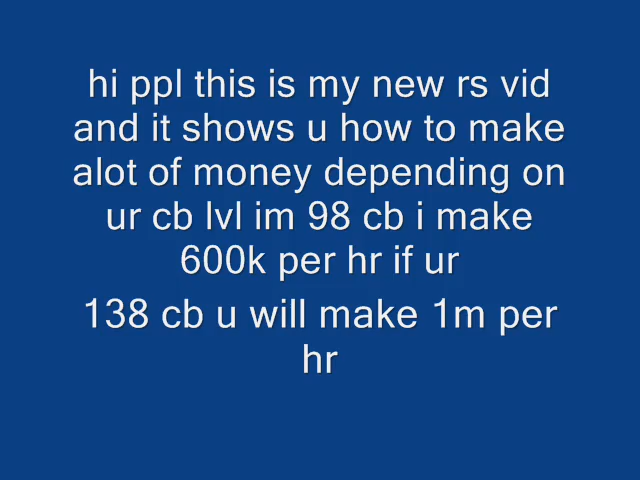 hi ppl this is my new rs vid
and it shows u how to make
alot of money depending on
ur cb lvl im 98 cb i make
600k per hr if ur
138 cb u will make 1m per
hr